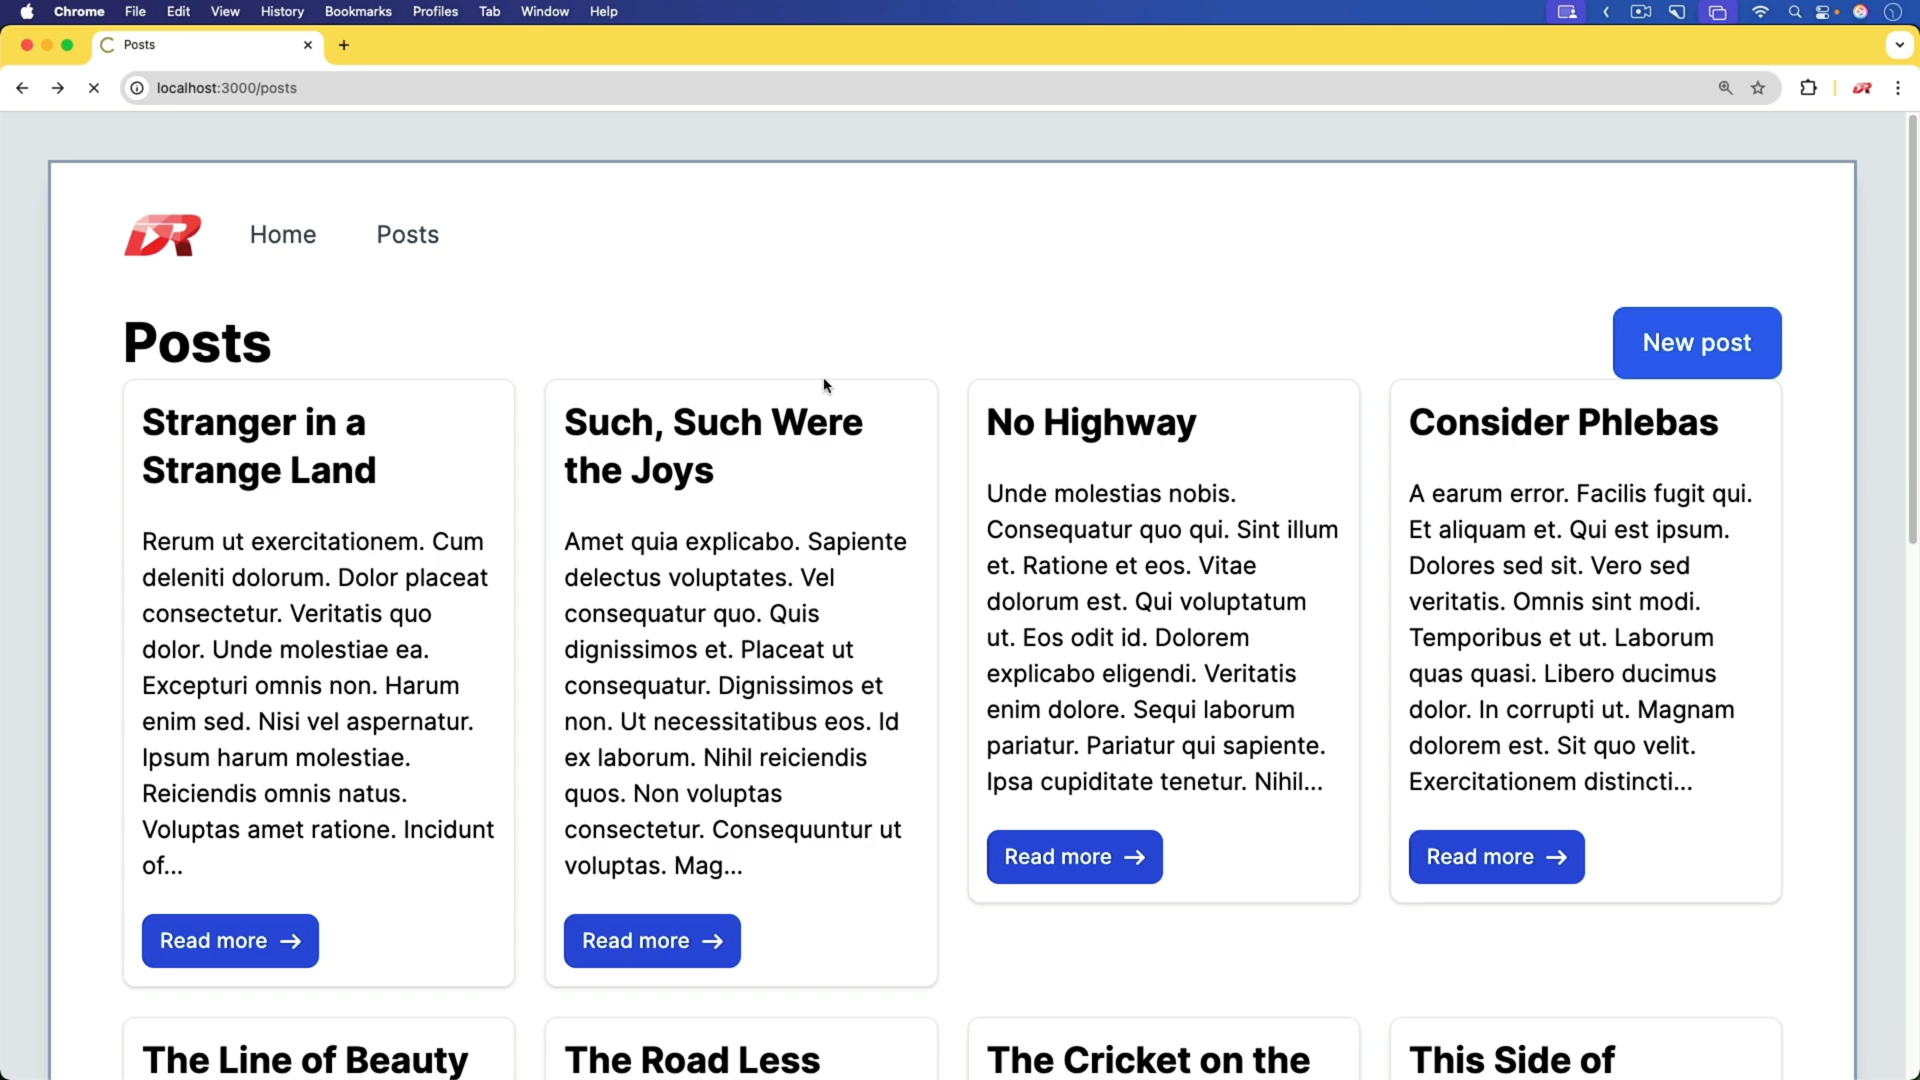 Chrome File Edit View History Bookmarks Profiles Tab Window Help
Posts
localhost:3000/posts
DR
Home Posts
Posts
New post
Stranger in a
Strange Land
Rerum ut exercitationem. Cum
deleniti dolorum. Dolor placeat
consectetur. Veritatis quo
dolor. Unde molestiae ea.
Excepturi omnis non. Harum
enim sed. Nisi vel aspernatur.
Ipsum harum molestiae.
Reiciendis omnis natus.
Voluptas amet ratione. Incidunt
of...
Read more →
Such, Such Were
the Joys
Amet quia explicabo. Sapiente
delectus voluptates. Vel
consequatur quo. Quis
dignissimos et. Placeat ut
consequatur. Dignissimos et
non. Ut necessitatibus eos. Id
ex laborum. Nihil reiciendis
quos. Non voluptas
consectetur. Consequuntur ut
voluptas. Mag...
Read more →
No Highway
Unde molestias nobis.
Consequatur quo qui. Sint illum
et. Ratione et eos. Vitae
dolorum est. Qui voluptatum
ut. Eos odit id. Dolorem
explicabo eligendi. Veritatis
enim dolore. Sequi laborum
pariatur. Pariatur qui sapiente.
Ipsa cupiditate tenetur. Nihil...
Read more →
Consider Phlebas
A earum error. Facilis fugit qui.
Et aliquam et. Qui est ipsum.
Dolores sed sit. Vero sed
veritatis. Omnis sint modi.
Temporibus et ut. Laborum
quas quasi. Libero ducimus
dolor. In corrupti ut. Magnam
dolorem est. Sit quo velit.
Exercitationem distincti...
Read more →
The Line of Beauty
The Road Less
The Cricket on the
This Side of